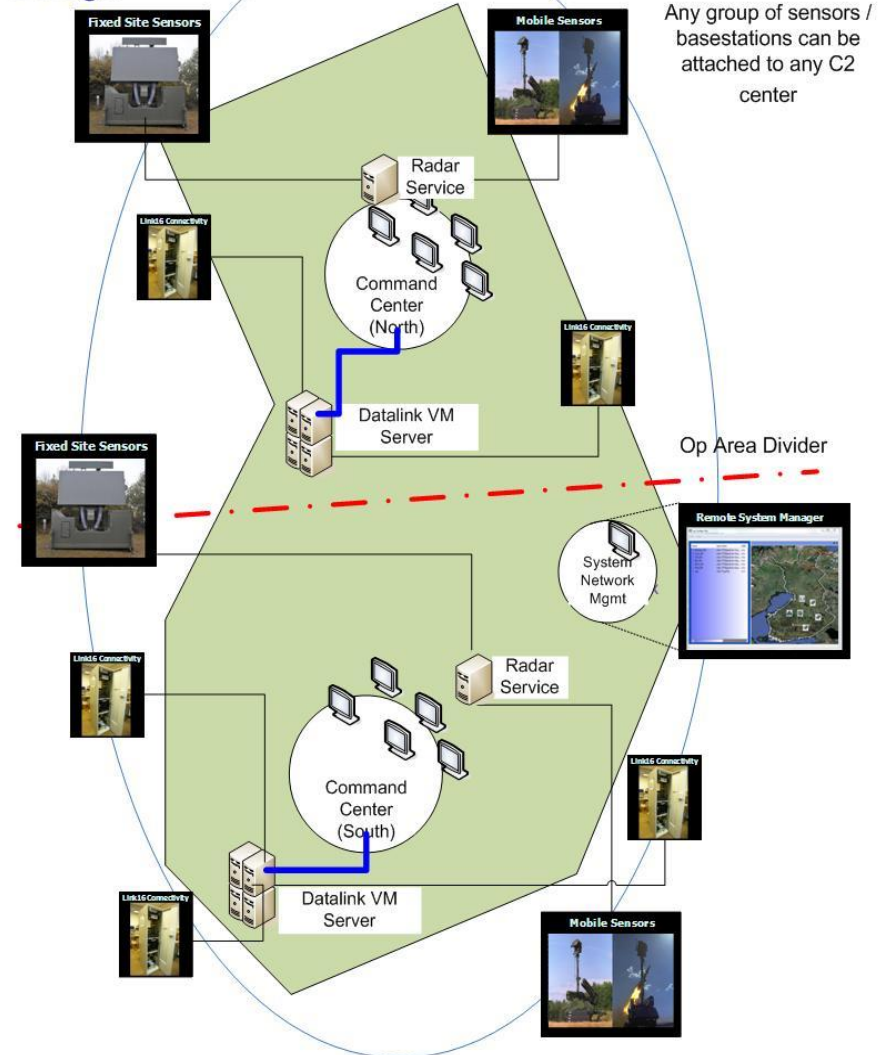 Fixed Site Sensors
Mobile Sensors
Any group of sensors /
basestations can be
attached to any C2
center
Radar
Service
Link16 Connectivity
Command
Center
(North)
Link16 Connectivity
Datalink VM
Server
Op Area Divider
Fixed Site Sensors
Remote System Manager
System
Network
Mgmt
Link16 Connectivity
Radar
Service
Command
Center
(South)
Link16 Connectivity
Datalink VM
Server
Link16 Connectivity
Mobile Sensors